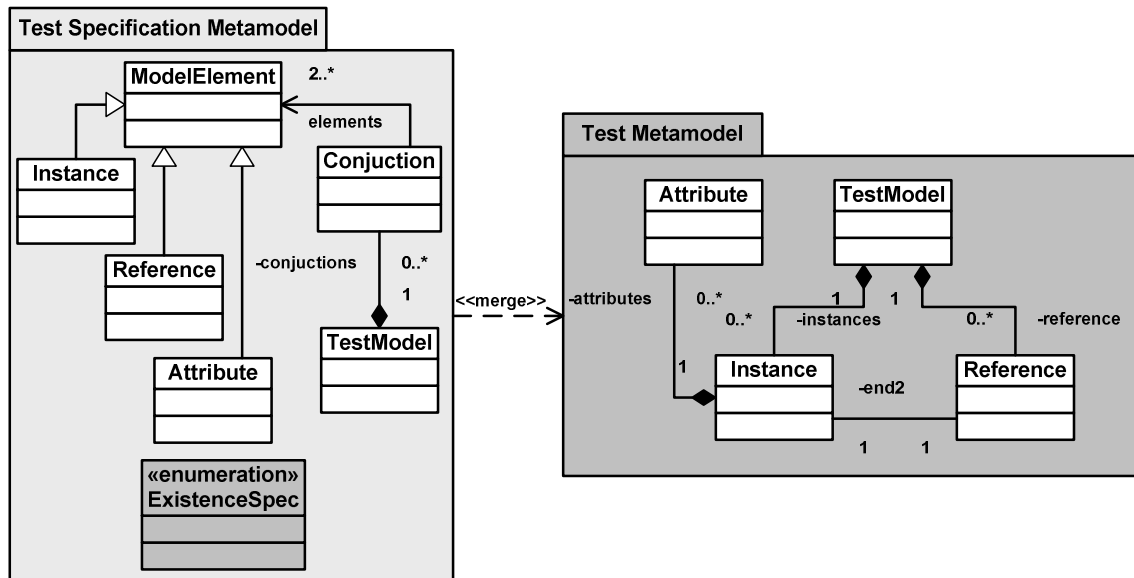 Test Specification Metamodel
ModelElement
2..*
elements
Instance
Conjuction
Reference
-conjuctions
0..*
1
TestModel
Attribute
«enumeration»
ExistenceSpec
<<merge>>
Test Metamodel
Attribute
TestModel
-attributes
0..*
1
1
0..*
-instances
0..*
-reference
1
Instance
-end2
Reference
1
1